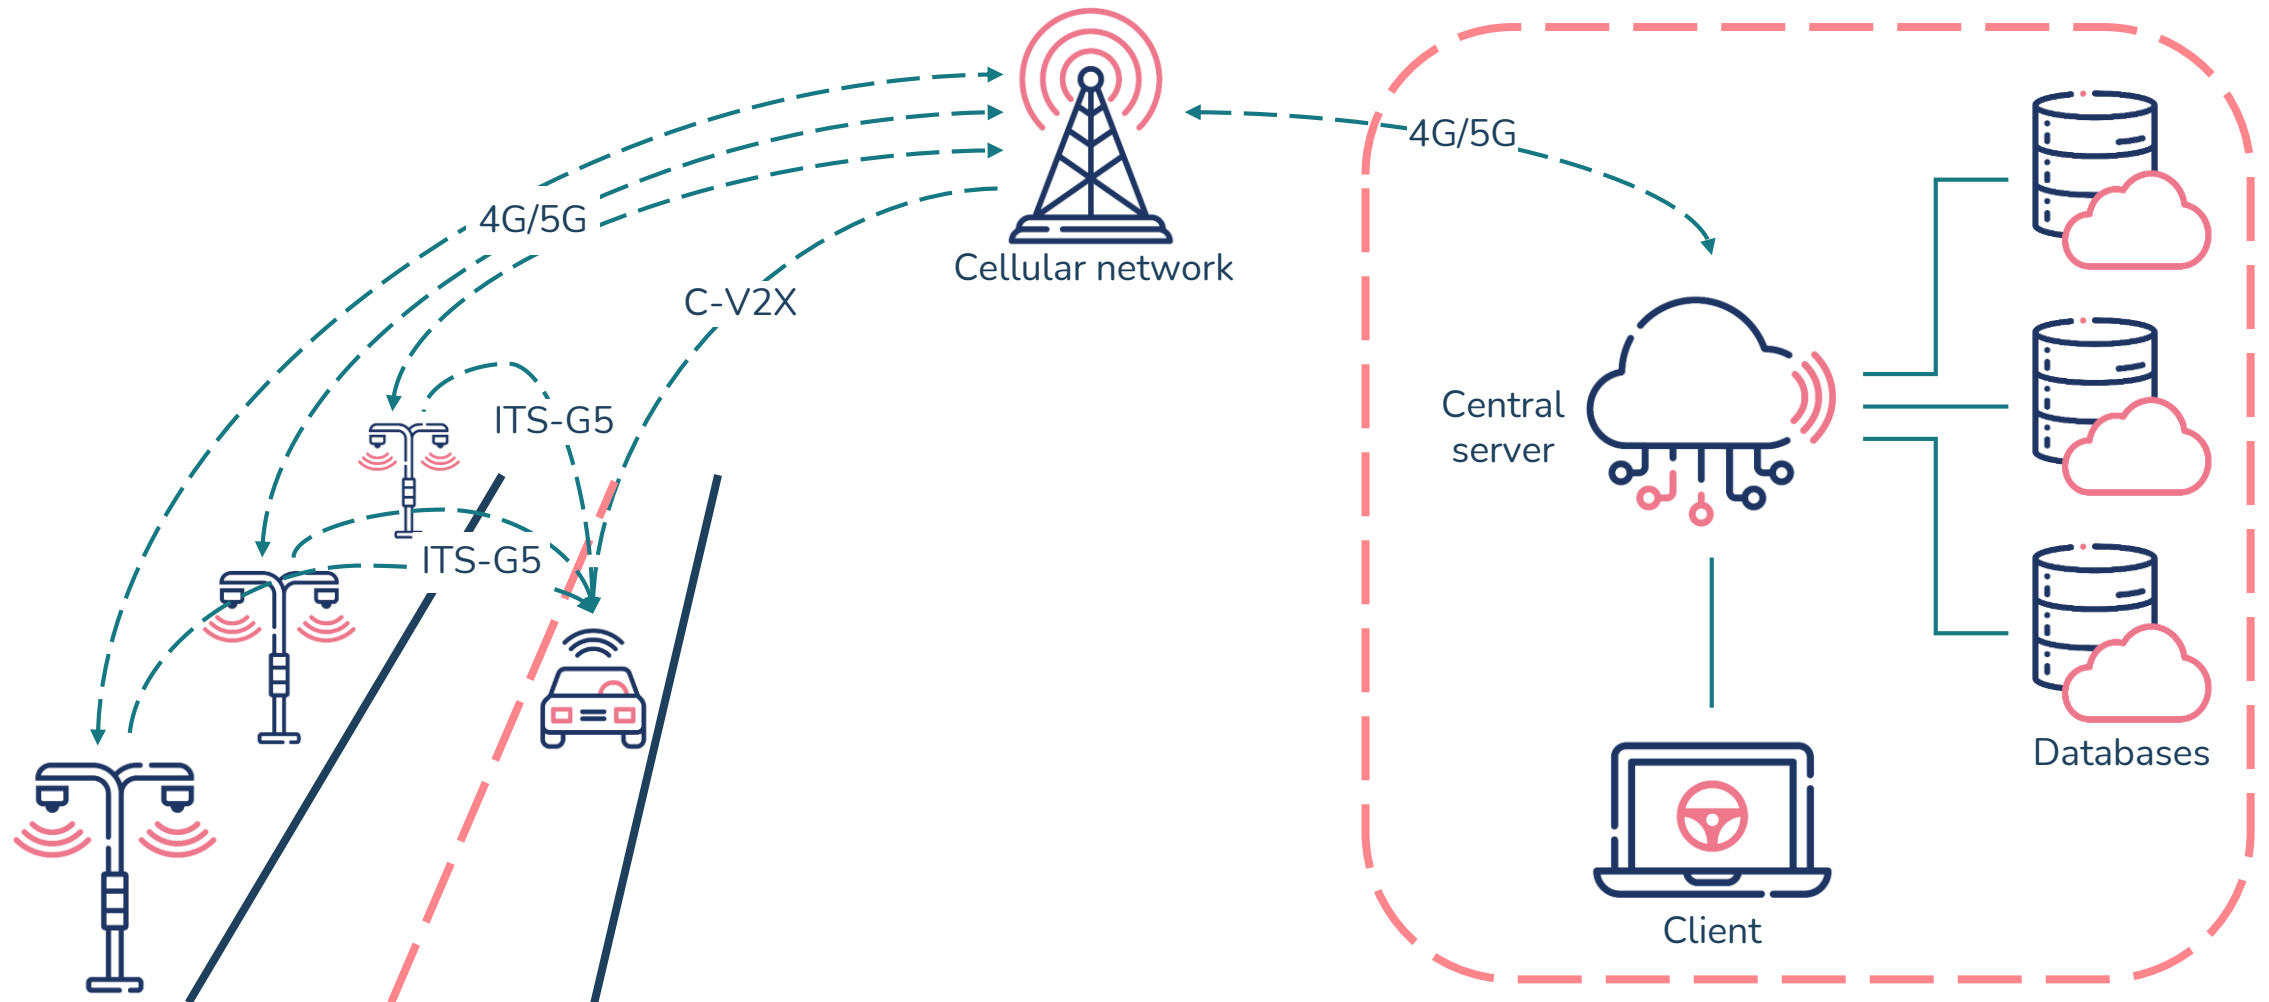 4G/5G
4G/5G
Cellular network
C-V2X
ITS-G5
ITS-G5
Central
server
Databases
Client